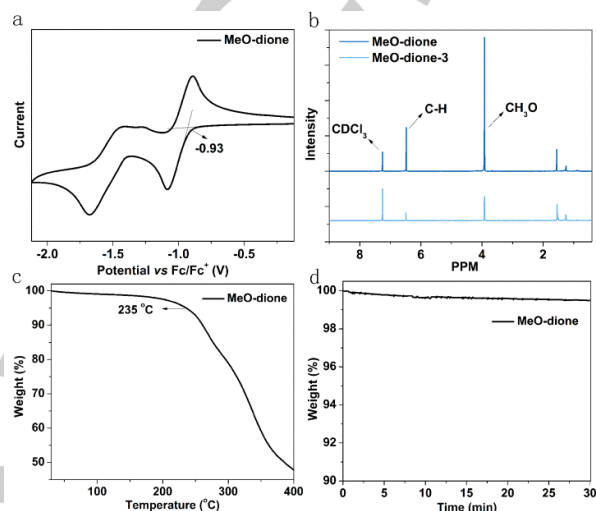 a
MeO-dione
-0.93
Current
-2.0 -1.5 -1.0 -0.5
Potential vs Fc/Fc+ (V)
b
MeO-dione
MeO-dione-3
CDCl3
C-H
CH3O
Intensity
8 6 4 2
PPM
c
MeO-dione
235 °C
Weight (%)
100
90
80
70
60
50
100 200 300 400
Temperature (°C)
d
MeO-dione
Weight (%)
100
98
96
94
92
90
0 5 10 15 20 25 30
Time (min)